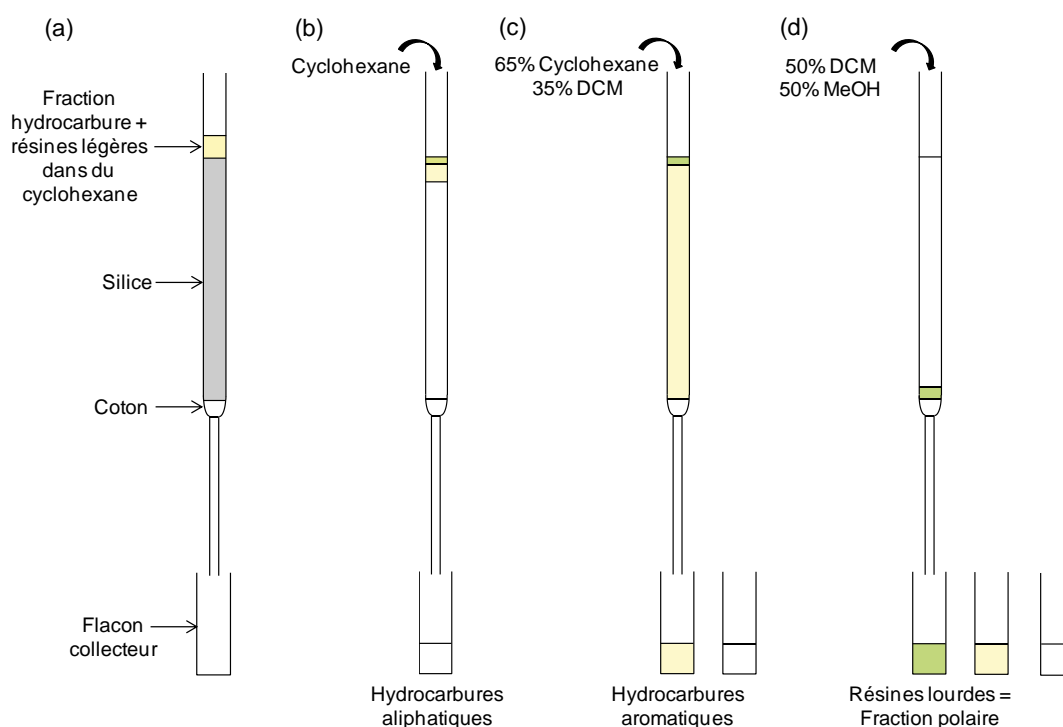 (a)
(b)
(c)
(d)
Cyclohexane
65% Cyclohexane
35% DCM
50% DCM
50% MeOH
Fraction
hydrocarbure +
résines légères
dans du
cyclohexane
Silice
Coton
Flacon
collecteur
Hydrocarbures
aliphatiques
Hydrocarbures
aromatiques
Résines lourdes =
Fraction polaire